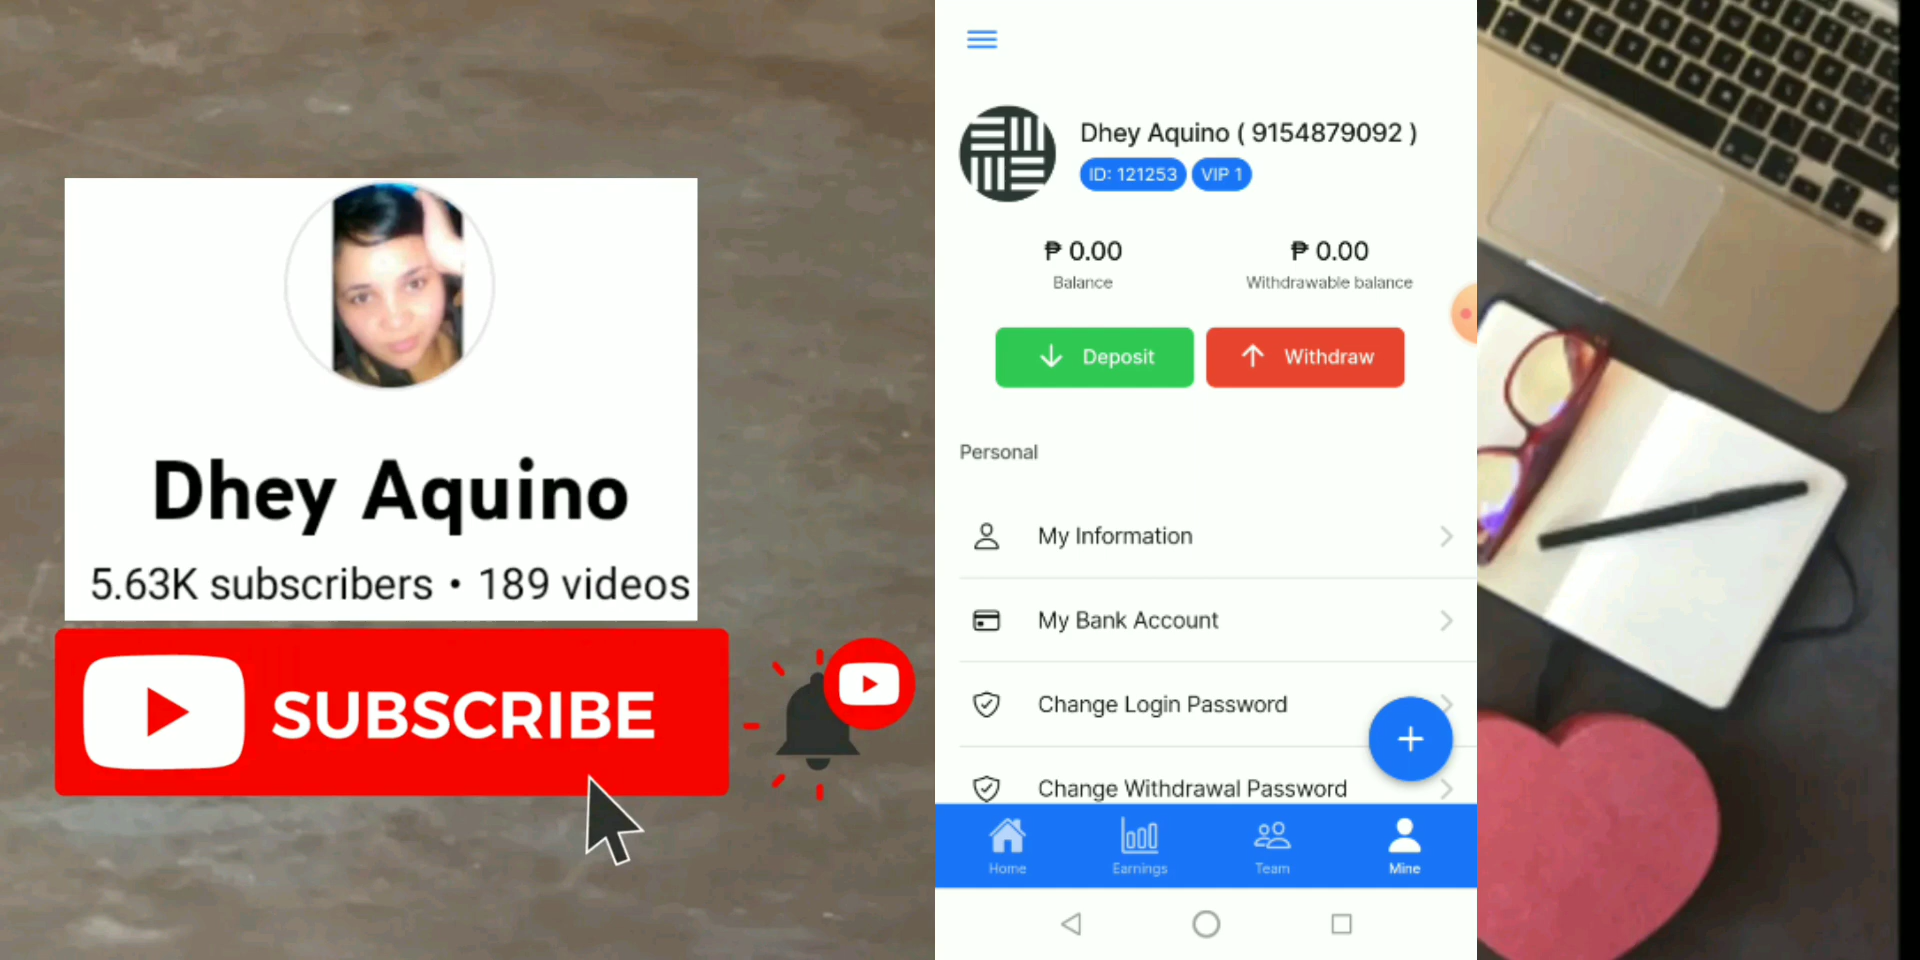 Dhey Aquino
5.63K subscribers • 189 videos
SUBSCRIBE
Dhey Aquino ( 9154879092 )
ID: 121253 VIP 1
₱ 0.00 ₱ 0.00
Balance Withdrawable balance
Deposit Withdraw
Personal
My Information
My Bank Account
Change Login Password
Change Withdrawal Password
Home Earnings Team Mine